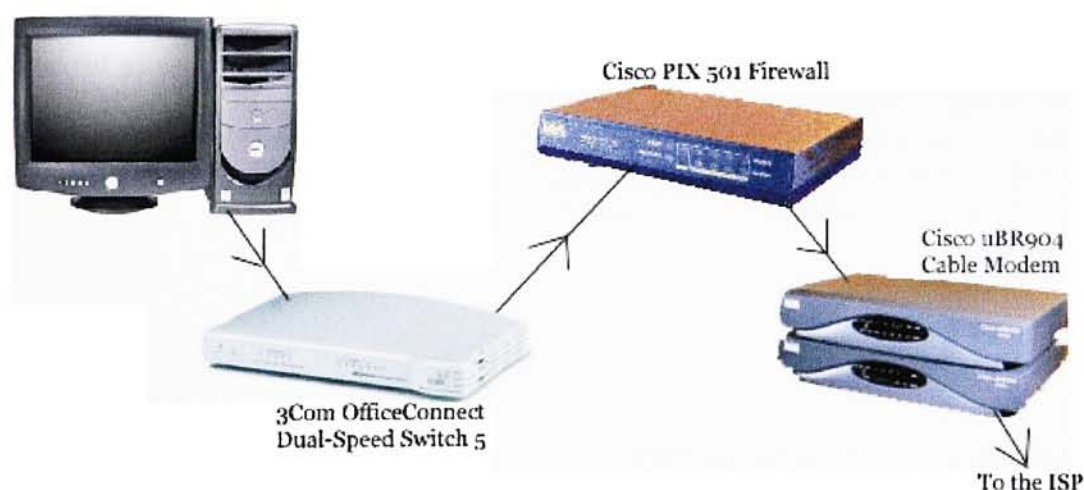 Cisco PIX 501 Firewall
Cisco uBR904
Cable Modem
3Com OfficeConnect
Dual-Speed Switch 5
To the ISP